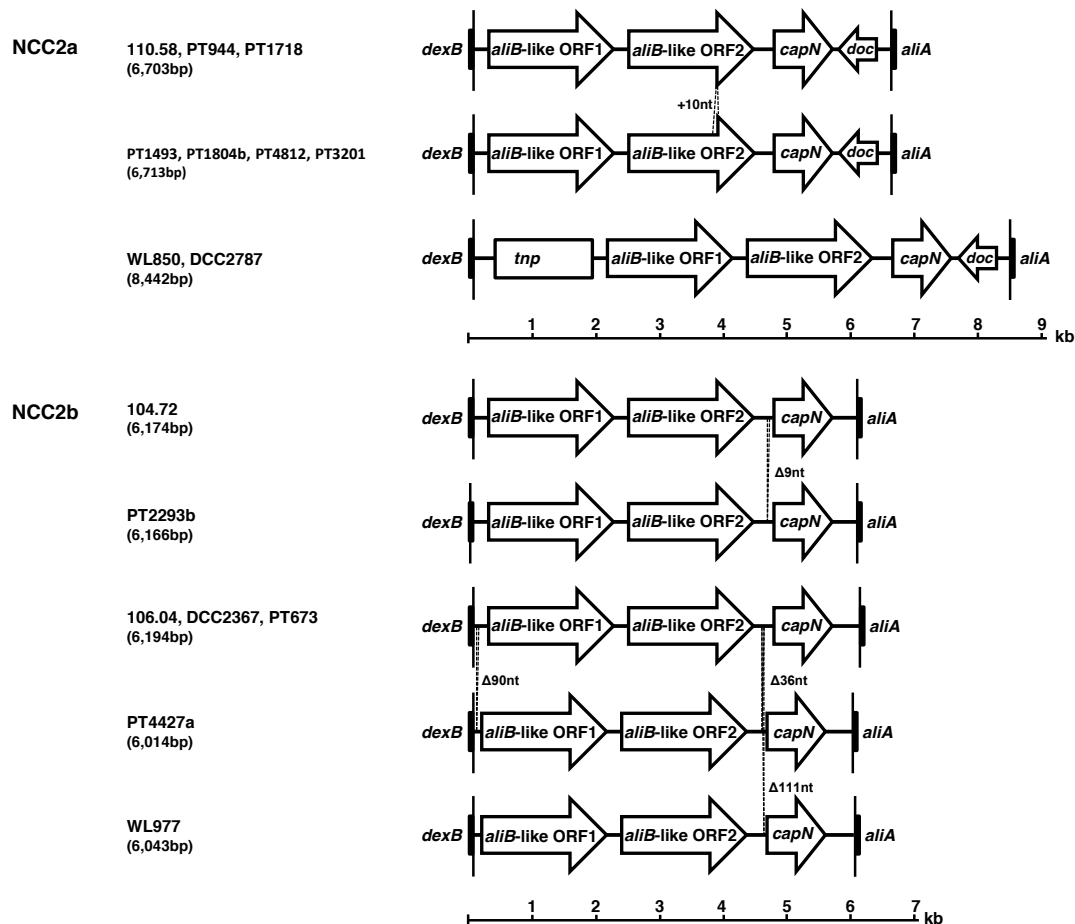 NCC2a
110.58, PT944, PT1718
(6,703bp)
dexB aliB-like ORF1 aliB-like ORF2 capN doc aliA
+10nt
PT1493, PT1804b, PT4812, PT3201
(6,713bp)
dexB aliB-like ORF1 aliB-like ORF2 capN doc aliA
WL850, DCC2787
(8,442bp)
dexB tnp aliB-like ORF1 aliB-like ORF2 capN doc aliA
1 2 3 4 5 6 7 8 9 kb
NCC2b
104.72
(6,174bp)
dexB aliB-like ORF1 aliB-like ORF2 capN aliA
Δ9nt
PT2293b
(6,166bp)
dexB aliB-like ORF1 aliB-like ORF2 capN aliA
106.04, DCC2367, PT673
(6,194bp)
dexB aliB-like ORF1 aliB-like ORF2 capN aliA
Δ90nt Δ36nt
PT4427a
(6,014bp)
dexB aliB-like ORF1 aliB-like ORF2 capN aliA
Δ111nt
WL977
(6,043bp)
dexB aliB-like ORF1 aliB-like ORF2 capN aliA
1 2 3 4 5 6 7 kb